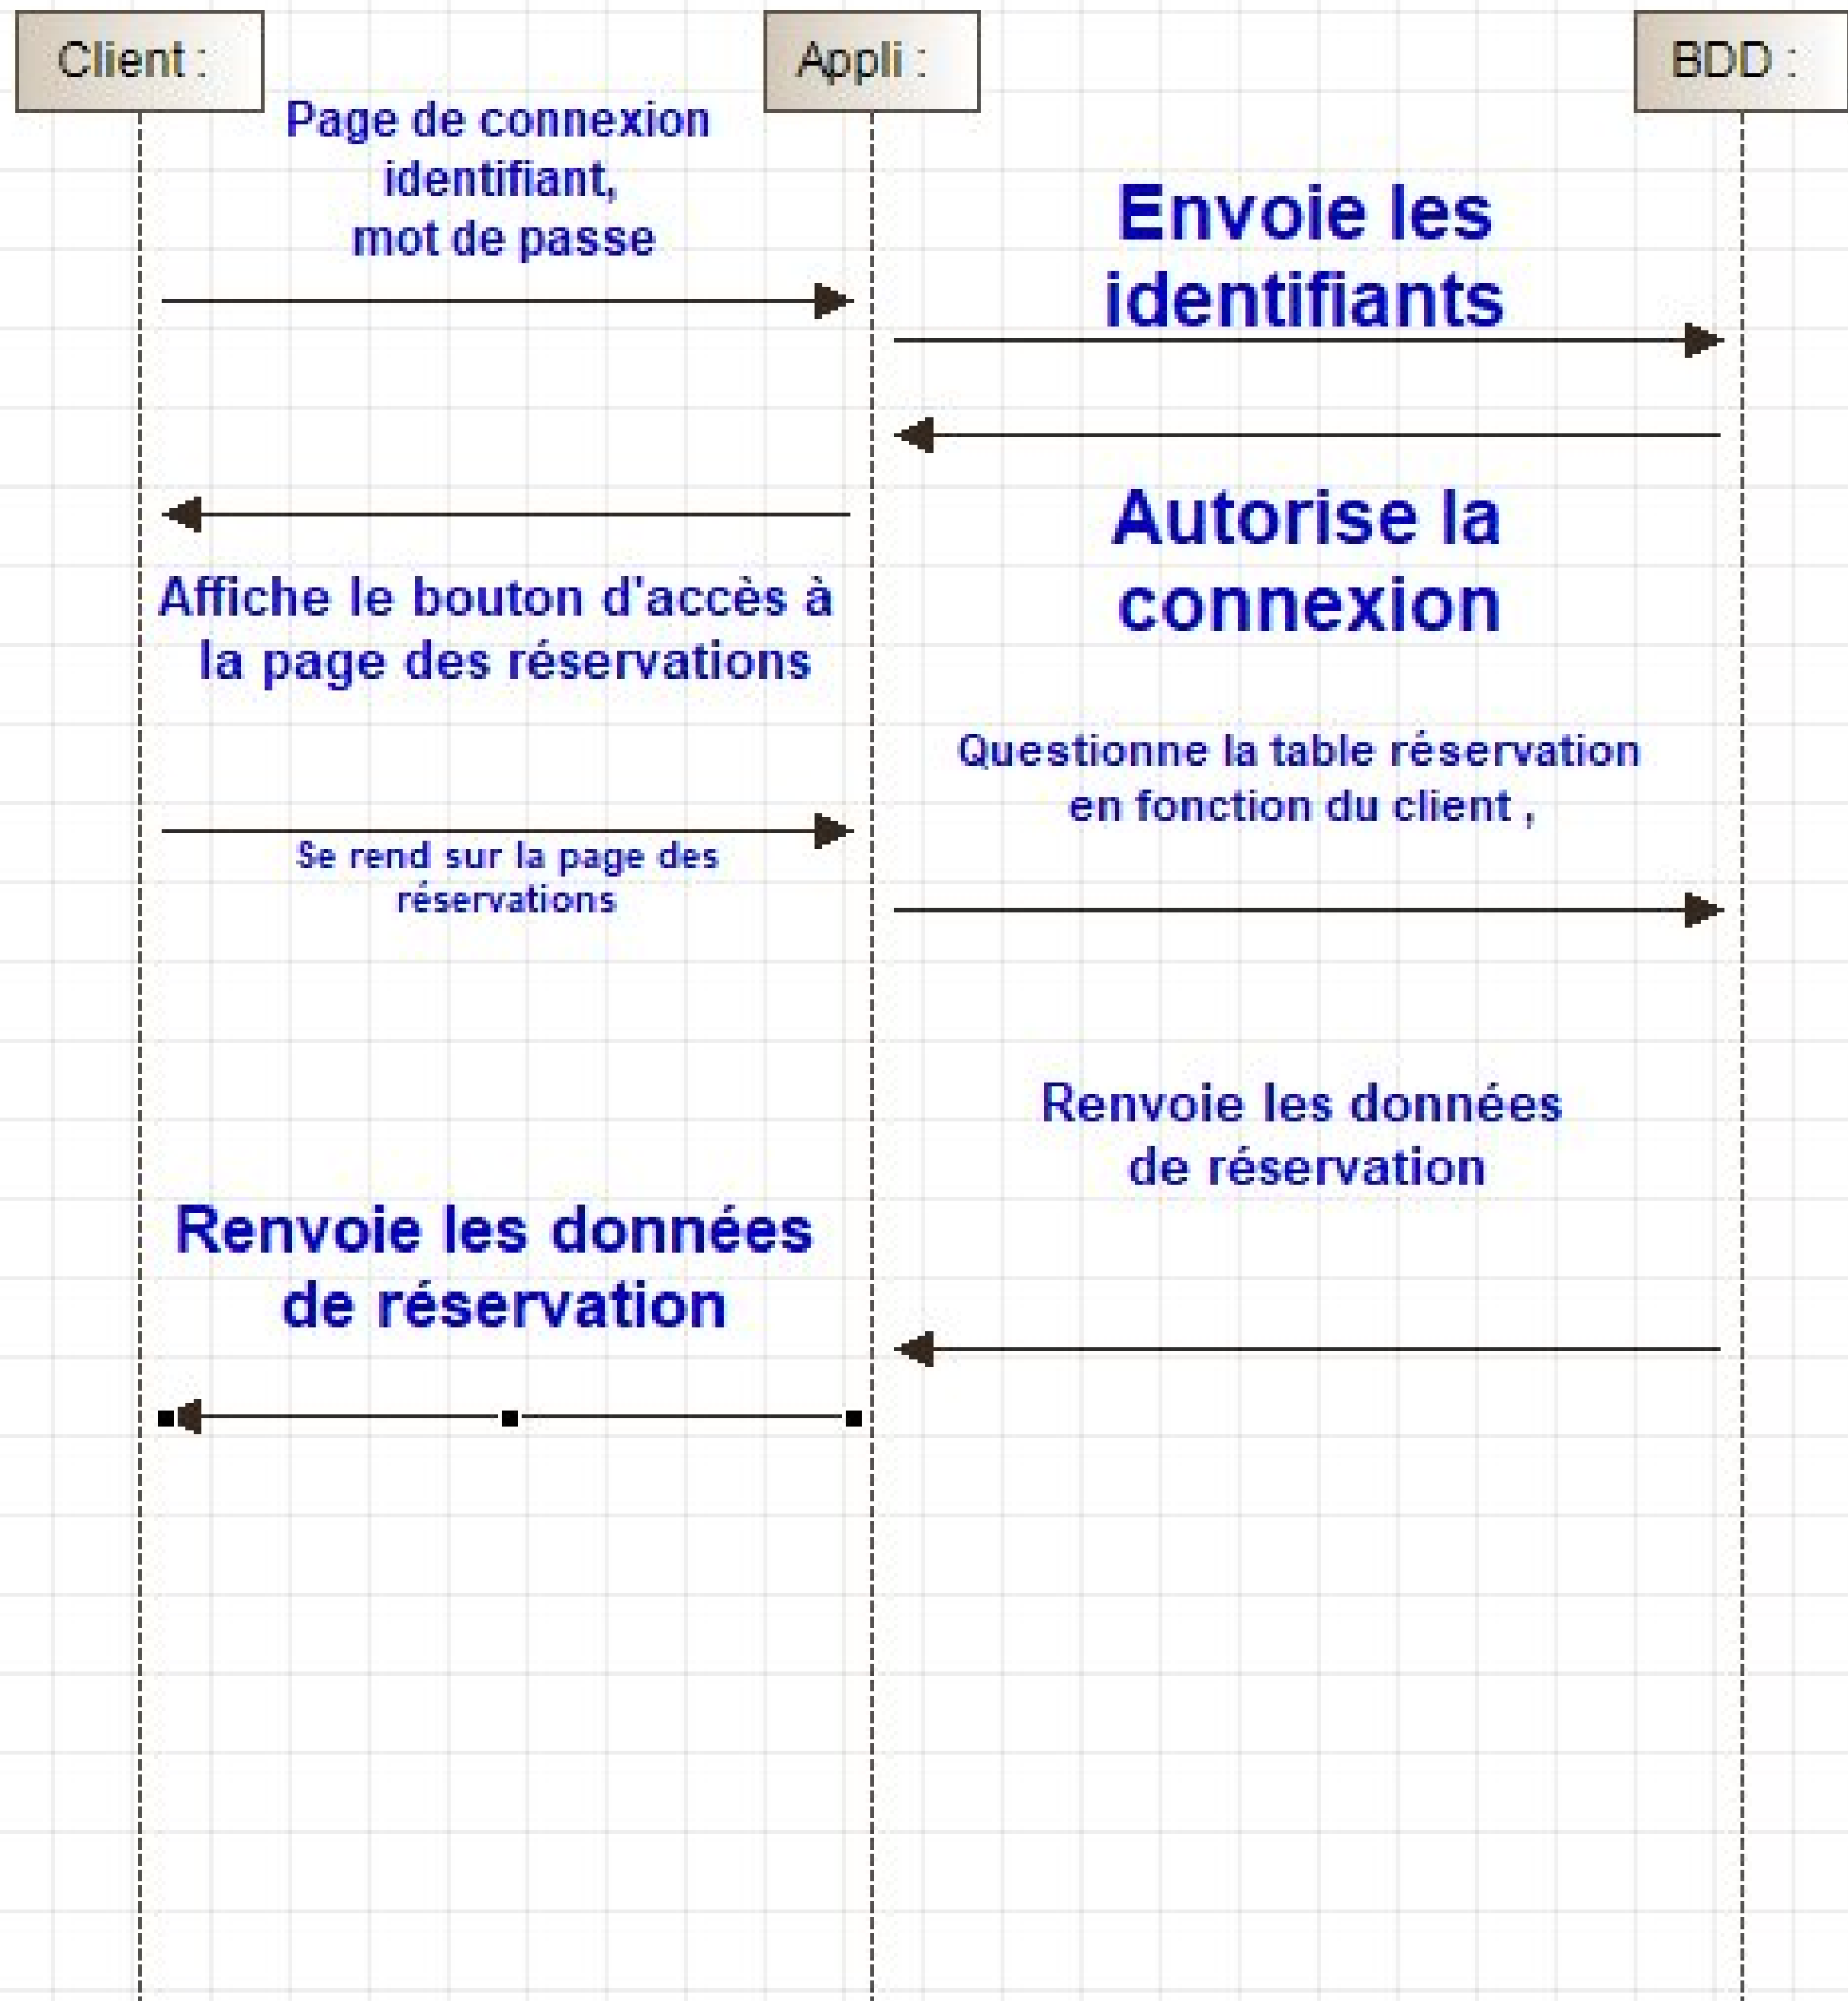 Client :
Appli :
BDD :
Page de connexion
identifiant,
mot de passe
Envoie les
identifiants
Autorise la
connexion
Affiche le bouton d'accès à
la page des réservations
Questionne la table réservation
en fonction du client ,
Se rend sur la page des
réservations
Renvoie les données
de réservation
Renvoie les données
de réservation